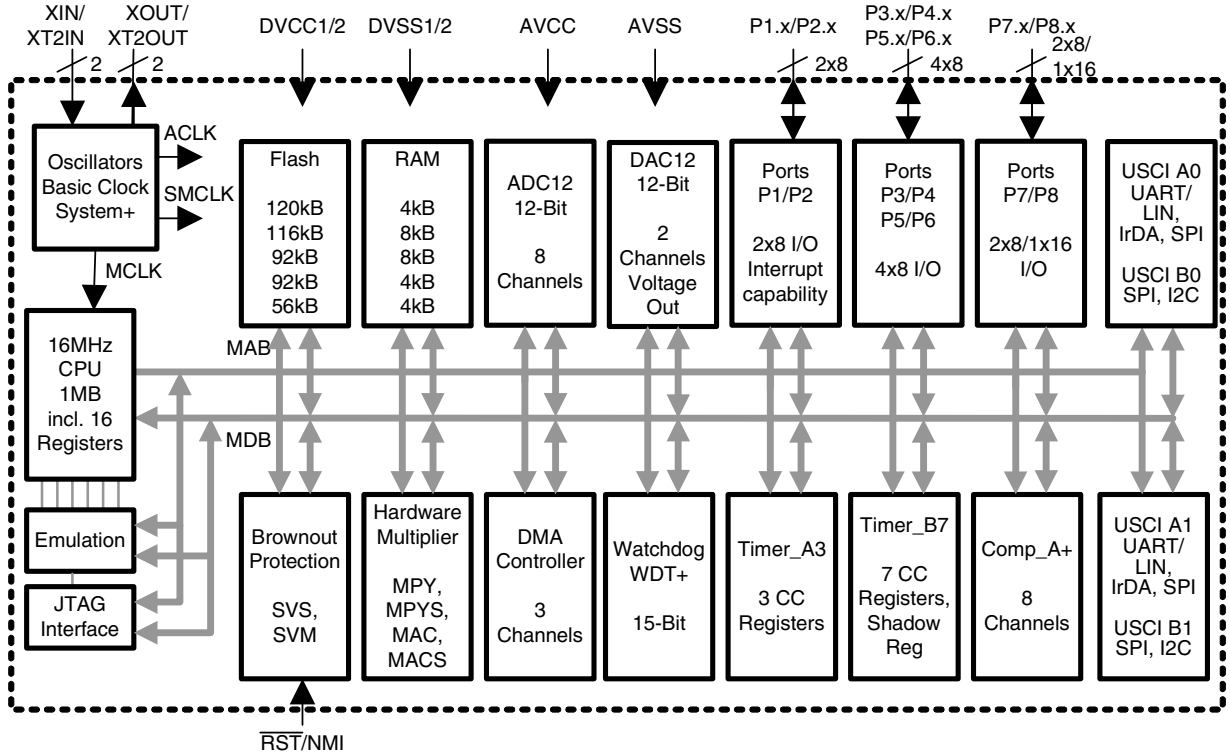 XIN/
XT2IN
XOUT/
XT2OUT
DVCC1/2
DVSS1/2
AVCC
AVSS
P1.x/P2.x
P3.x/P4.x
P5.x/P6.x
P7.x/P8.x
2
2
2x8
4x8
2x8/
1x16
Oscillators
Basic Clock
System+
ACLK
SMCLK
MCLK
Flash
120kB
116kB
92kB
92kB
56kB
RAM
4kB
8kB
8kB
4kB
4kB
ADC12
12-Bit
8
Channels
DAC12
12-Bit
2
Channels
Voltage
Out
Ports
P1/P2
2x8 I/O
Interrupt
capability
Ports
P3/P4
P5/P6
4x8 I/O
Ports
P7/P8
2x8/1x16
I/O
USCI A0
UART/
LIN,
IrDA, SPI
USCI B0
SPI, I2C
16MHz
CPU
1MB
incl. 16
Registers
MAB
MDB
Emulation
JTAG
Interface
Brownout
Protection
SVS,
SVM
Hardware
Multiplier
MPY,
MPYS,
MAC,
MACS
DMA
Controller
3
Channels
Watchdog
WDT+
15-Bit
Timer_A3
3 CC
Registers
Timer_B7
7 CC
Registers,
Shadow
Reg
Comp_A+
8
Channels
USCI A1
UART/
LIN,
IrDA, SPI
USCI B1
SPI, I2C
RST/NMI